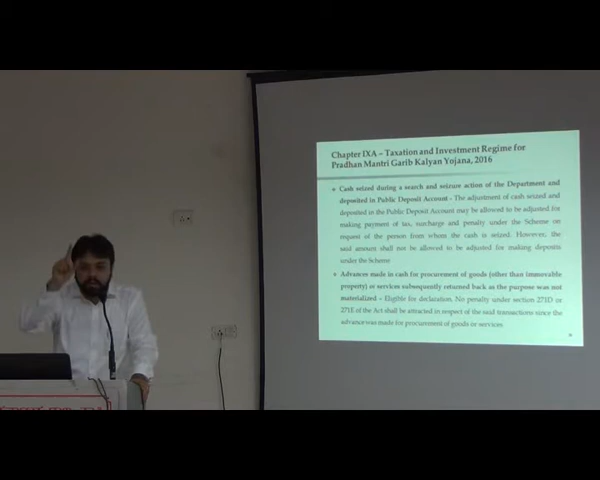 Chapter IXA – Taxation and Investment Regime for
Pradhan Mantri Garib Kalyan Yojana, 2016
Cash seized during a search and seizure action of the Department and
deposited in Public Deposit Account - The adjustment of cash seized and
deposited in the Public Deposit Account may be allowed to be adjusted for
making payment of tax, surcharge and penalty under the Scheme on
request of the person from whom the cash is seized. However, the
said amount shall not be allowed to be adjusted for making deposits
under the Scheme
Advances made in cash for procurement of goods (other than immovable
property) or services subsequently returned back as the purpose was not
materialized - Eligible for declaration. No penalty under section 271D or
271E of the Act shall be attracted in respect of the said transactions since the
advance was made for procurement of goods or services